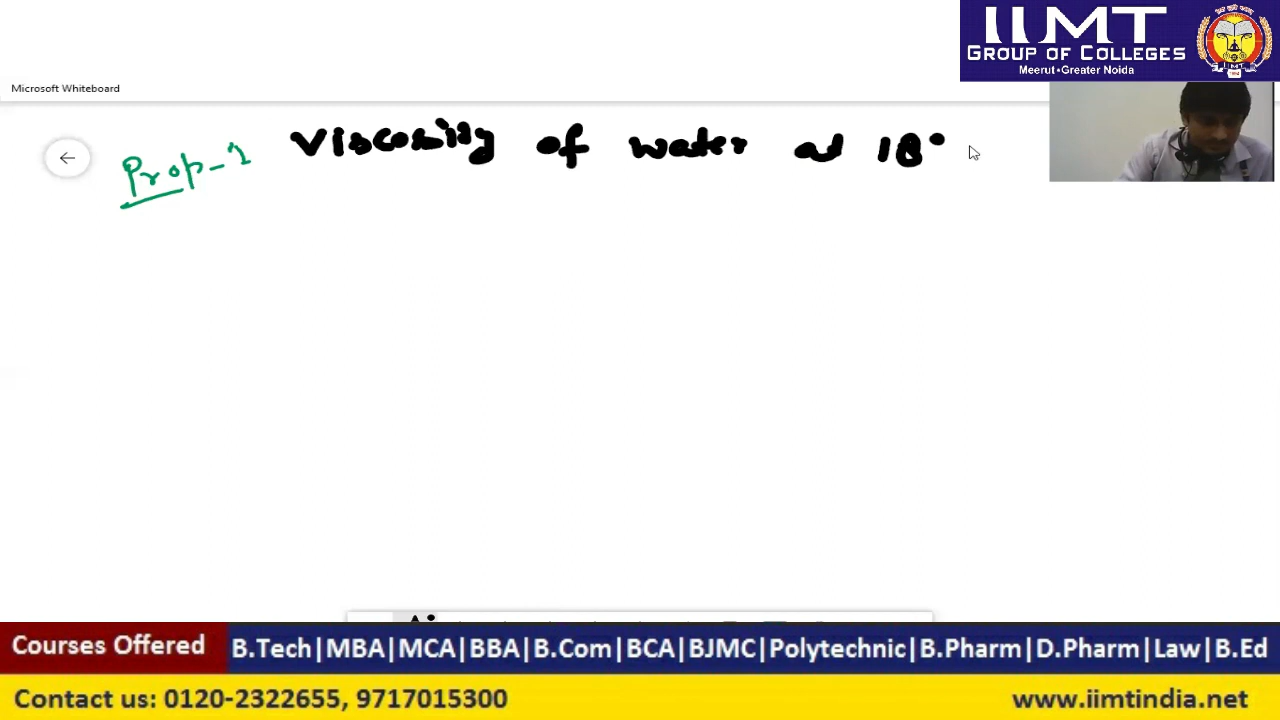 IIMT
GROUP OF COLLEGES
Meerut • Greater Noida
Microsoft Whiteboard
Prop-1 Viscosity of water at 18°
Courses Offered B.Tech|MBA|MCA|BBA|B.Com|BCA|BJMC|Polytechnic|B.Pharm|D.Pharm|Law|B.Ed
Contact us: 0120-2322655, 9717015300 www.iimtindia.net